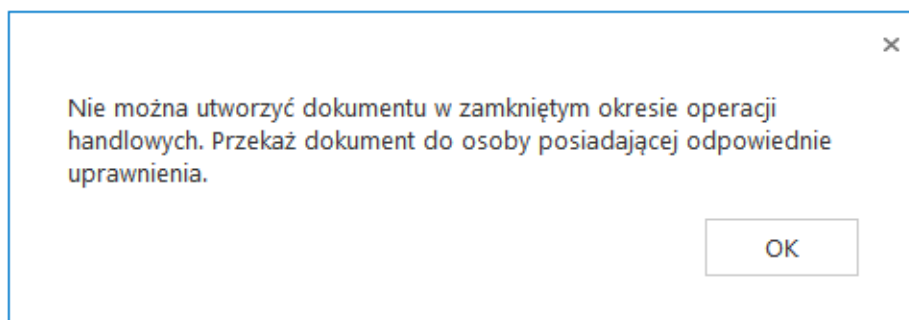 Nie można utworzyć dokumentu w zamkniętym okresie operacji
handlowych. Przekaż dokument do osoby posiadającej odpowiednie
uprawnienia.
OK